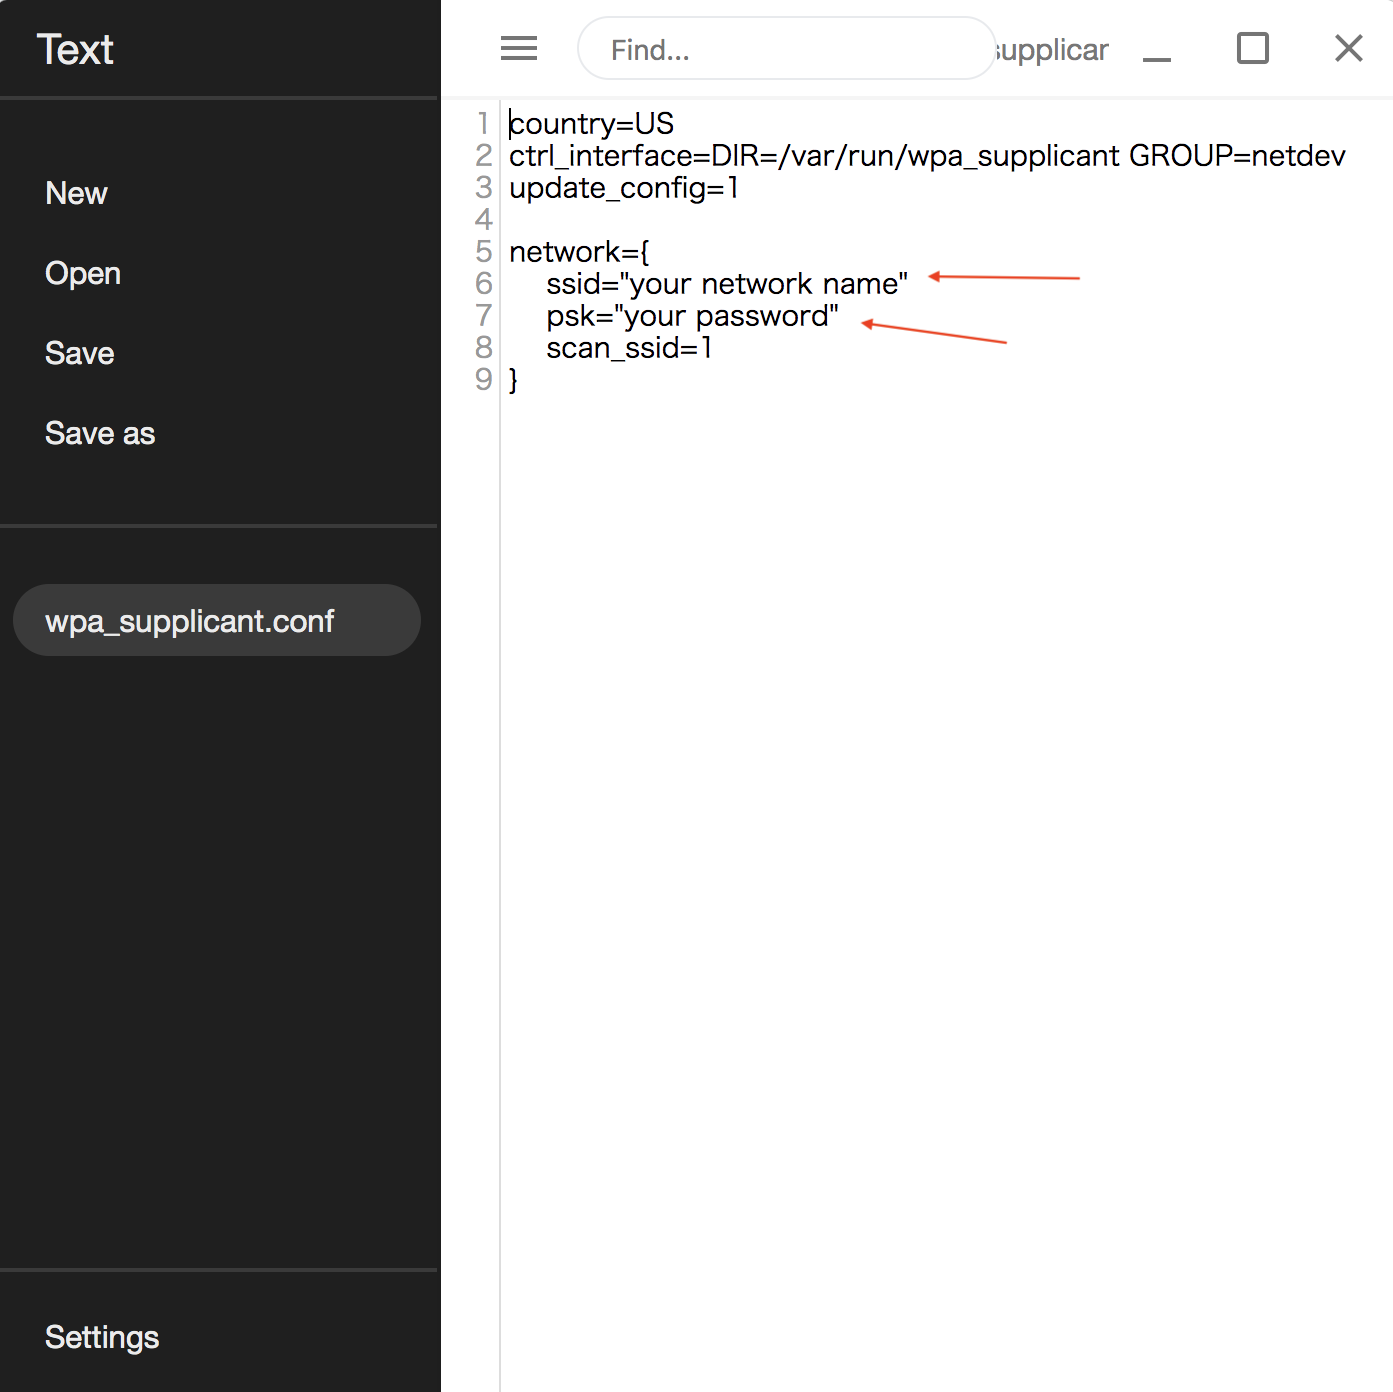 Text
New
Open
Save
Save as
wpa_supplicant.conf
Settings
Find...
supplicar
1 country=US
2 ctrl_interface=DIR=/var/run/wpa_supplicant GROUP=netdev
3 update_config=1
4
5 network={
6 ssid="your network name"
7 psk="your password"
8 scan_ssid=1
9 }